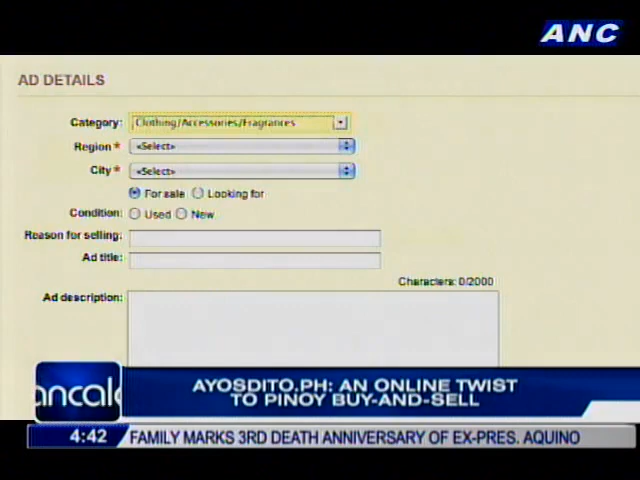 ANC
AD DETAILS
Category: Clothing/Accessories/Fragrances
Region * <Select>
City * <Select>
For sale Looking for
Condition: Used New
Reason for selling:
Ad title:
Characters: 0/2000
Ad description:
ancalo
AYOSDITO.PH: AN ONLINE TWIST
TO PINOY BUY-AND-SELL
4:42 FAMILY MARKS 3RD DEATH ANNIVERSARY OF EX-PRES. AQUINO